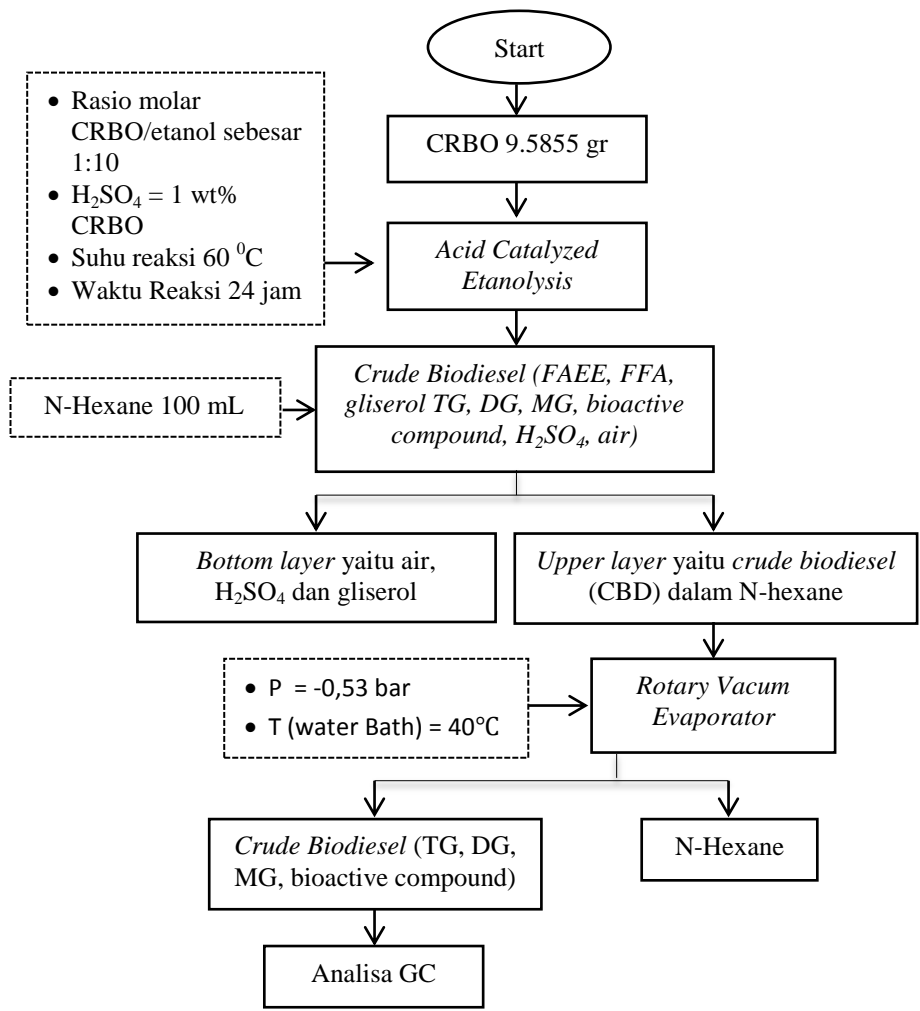 Start
• Rasio molar
CRBO/etanol sebesar
1:10
• H₂SO₄ = 1 wt%
CRBO
• Suhu reaksi 60 ⁰C
• Waktu Reaksi 24 jam
CRBO 9.5855 gr
Acid Catalyzed
Etanolysis
N-Hexane 100 mL
Crude Biodiesel (FAEE, FFA,
gliserol TG, DG, MG, bioactive
compound, H₂SO₄, air)
Bottom layer yaitu air,
H₂SO₄ dan gliserol
Upper layer yaitu crude biodiesel
(CBD) dalam N-hexane
• P = -0,53 bar
• T (water Bath) = 40℃
Rotary Vacum
Evaporator
Crude Biodiesel (TG, DG,
MG, bioactive compound)
N-Hexane
Analisa GC